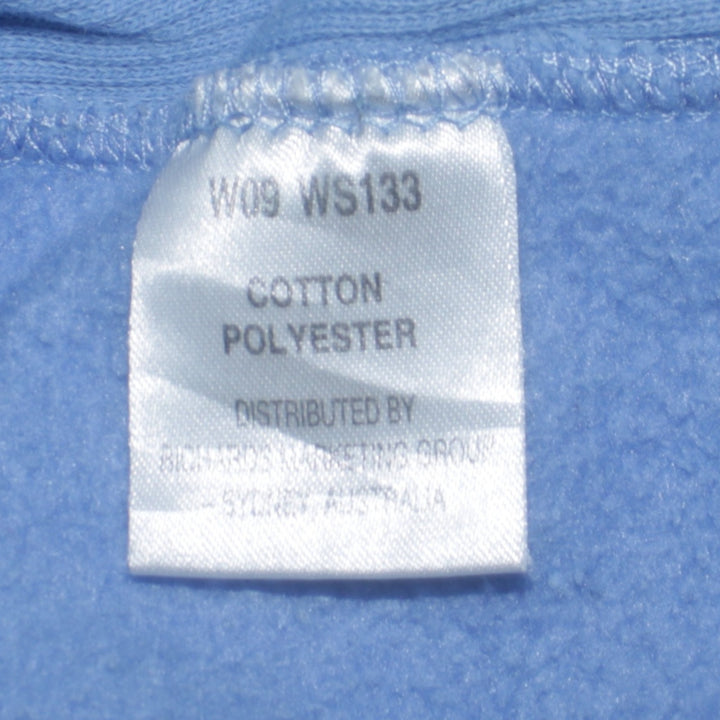 W09 WS133
COTTON
POLYESTER
DISTRIBUTED BY
RICHARDS MARKETING GROUP
- SYDNEY, AUSTRALIA